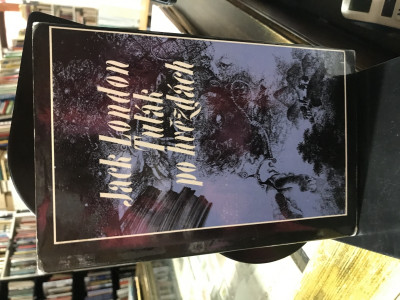 Jack London
Tulák
po hvězdách